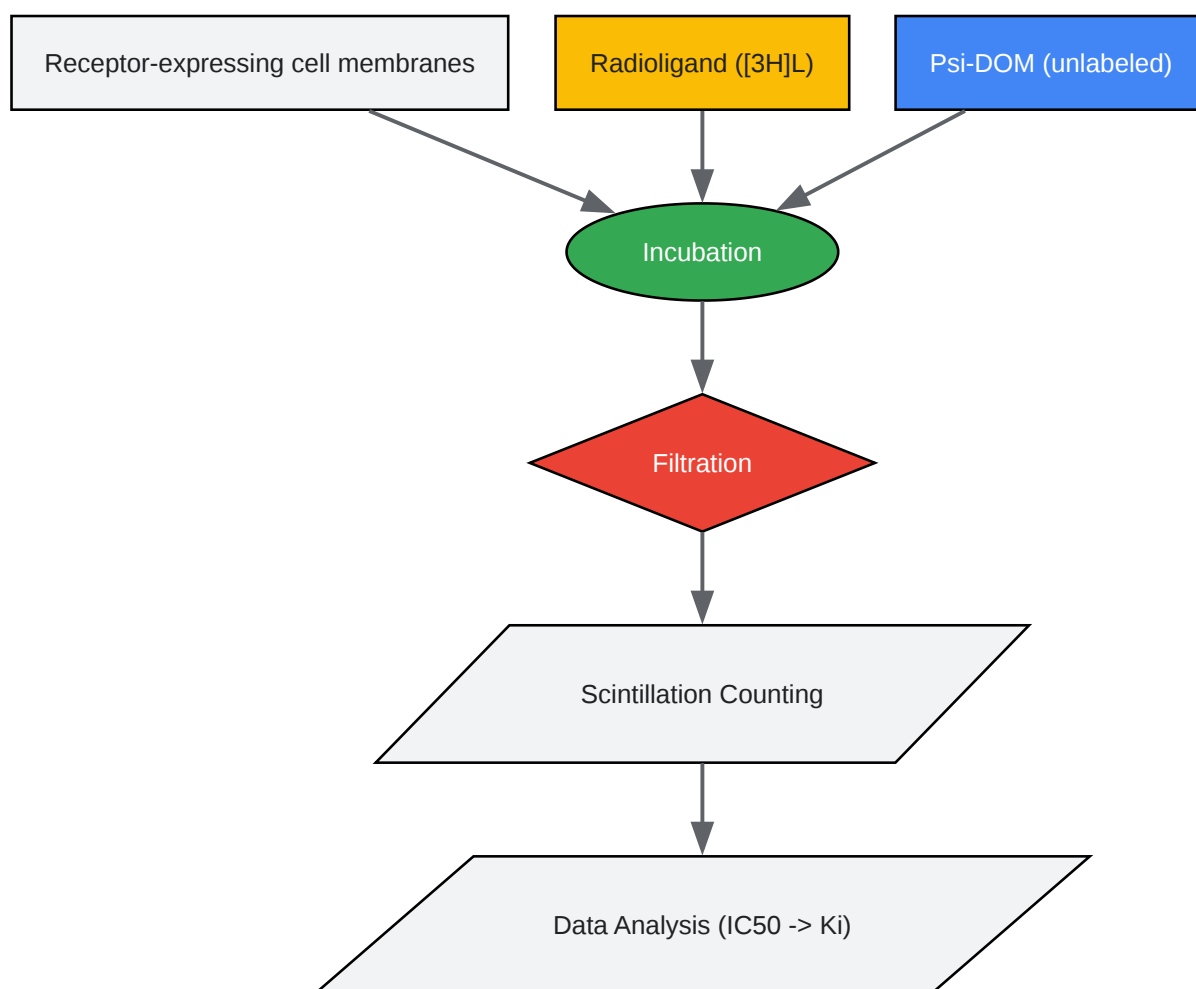 Receptor-expressing cell membranes
Radioligand ([3H]L)
Psi-DOM (unlabeled)
Incubation
Filtration
Scintillation Counting
Data Analysis (IC50 -> Ki)